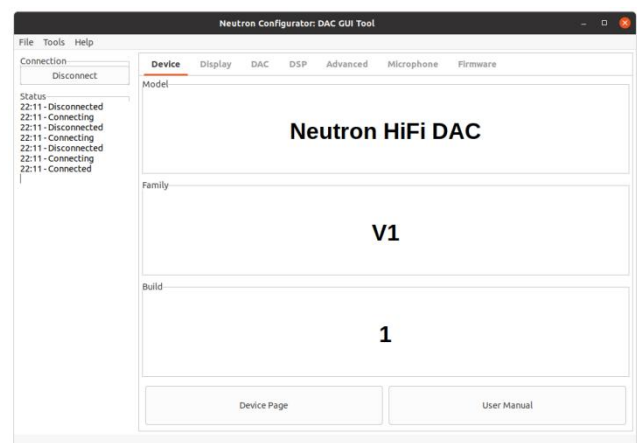 Neutron Configurator: DAC GUI Tool
File Tools Help
Connection
Disconnect
Status
22:11 - Disconnected
22:11 - Connecting
22:11 - Disconnected
22:11 - Connecting
22:11 - Disconnected
22:11 - Connecting
22:11 - Connected
Device Display DAC DSP Advanced Microphone Firmware
Model
Neutron HiFi DAC
Family
V1
Build
1
Device Page User Manual